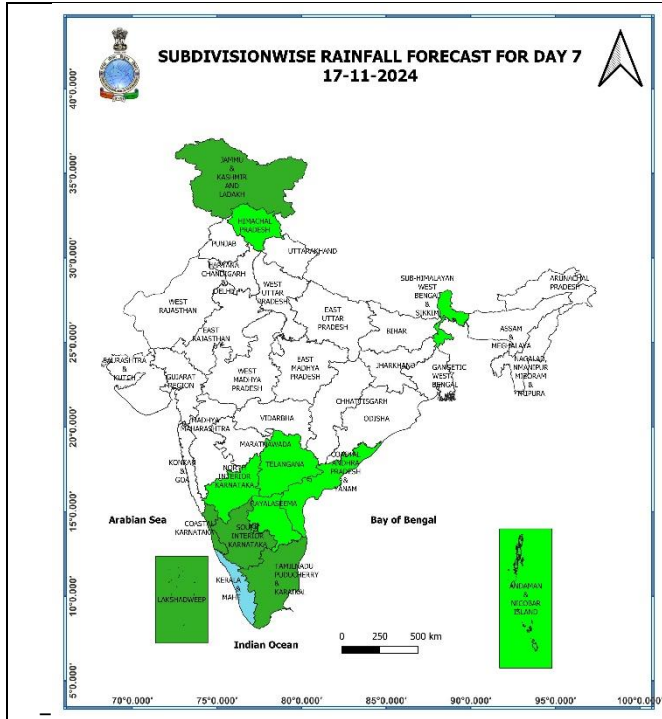 SUBDIVISIONWISE RAINFALL FORECAST FOR DAY 7
17-11-2024
40°0.000'
35°0.000'
30°0.000'
25°0.000'
20°0.000'
15°0.000'
10°0.000'
5°0.000'
JAMMU
&
KASHMIR
AND
LADAKH
HIMACHAL
PRADESH
PUNJAB
UTTARAKHAND
HARYANA
CHANDIGARH
&
DELHI
WEST
UTTAR
PRADESH
SUB-HIMALAYAN
WEST
BENGAL
&
SIKKIM
ARUNACHAL
PRADESH
WEST
RAJASTHAN
EAST
RAJASTHAN
EAST
UTTAR
PRADESH
BIHAR
ASSAM
&
MEGHALAYA
NAGALAD,
NMANIPUR
MIZORAM
&
TRIPURA
SAURASHTRA
&
KUTCH
GUJARAT
REGION
WEST
MADHYA
PRADESH
EAST
MADHYA
PRADESH
JHARKHAND
GANGETIC
WEST
BENGAL
CHHATTISGARH
ODISHA
MADHYA
MAHARASHTRA
VIDARBHA
MARATHAWADA
KONKAN
&
GOA
NORTH
INTERIOR
KARNATAKA
TELANGANA
COASTAL
ANDHRA
PRADESH
&
YANAM
RAYALASEEMA
Arabian Sea
Bay of Bengal
COASTAL
KARNATAKA
SOUTH
INTERIOR
KARNATAKA
TAMILNADU
PUDUCHERRY
&
KARAIKAL
KERALA
&
MAHE
LAKSHADWEEP
ANDAMAN
&
NICOBAR
ISLAND
Indian Ocean
0 250 500 km
70°0.000' 75°0.000' 80°0.000' 85°0.000' 90°0.000' 95°0.000' 100°0.000'